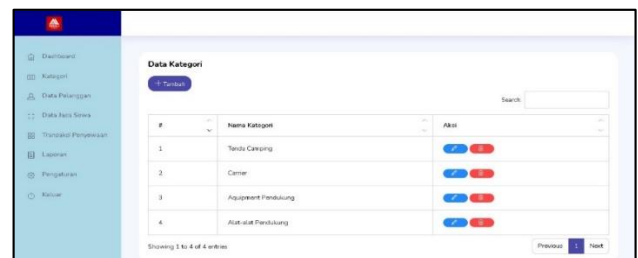 Dashboard
Kategori
Data Pelanggan
Data Jasa Sewa
Transaksi Penyewaan
Laporan
Pengaturan
Keluar
Data Kategori
+ Tambah
Search:
# Nama Kategori Aksi
1 Tenda Camping
2 Carrier
3 Aquipment Pendukung
4 Alat-alat Pendukung
Showing 1 to 4 of 4 entries
Previous 1 Next